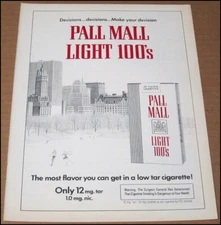 Decisions...decisions...Make your decision
PALL MALL
LIGHT 100's
PALL
MALL
LIGHT
100's
The most flavor you can get in a low tar cigarette!
Only 12 mg. tar
1.0 mg. nic.
Warning: The Surgeon General Has Determined
That Cigarette Smoking Is Dangerous to Your Health.